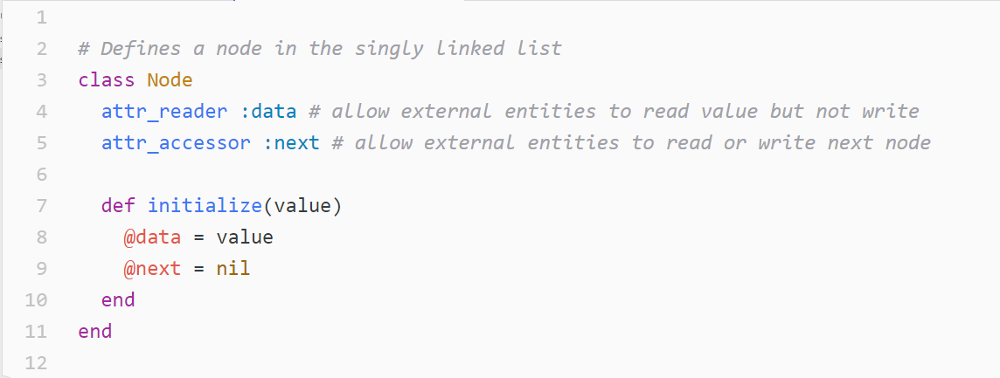 1
2 # Defines a node in the singly linked list
3 class Node
4 attr_reader :data # allow external entities to read value but not write
5 attr_accessor :next # allow external entities to read or write next node
6
7 def initialize(value)
8 @data = value
9 @next = nil
10 end
11 end
12